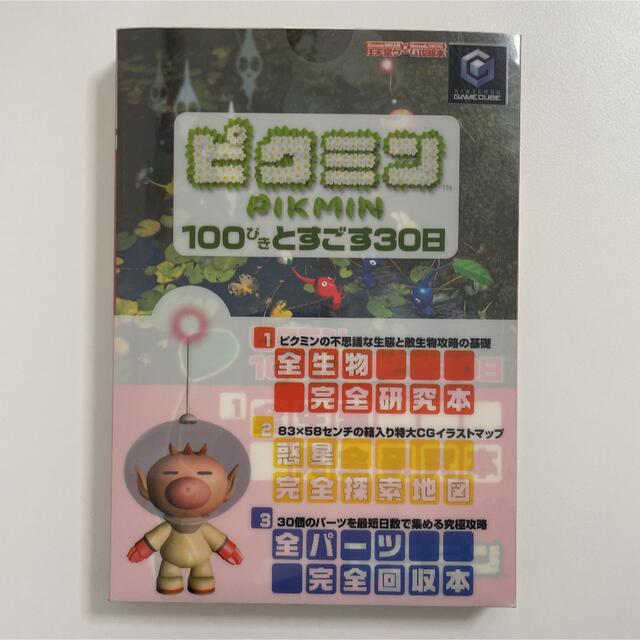 NINTENDO
GAMECUBE
ピクミン
TM
PIKMIN
100ぴきとすごす30日
1 ピクミンの不思議な生態と敵生物攻略の基礎
全生物
完全研究本
2 83×58センチの箱入り特大CGイラストマップ
惑星
完全探索地図
3 30個のパーツを最短日数で集める究極攻略
全パーツ
完全回収本